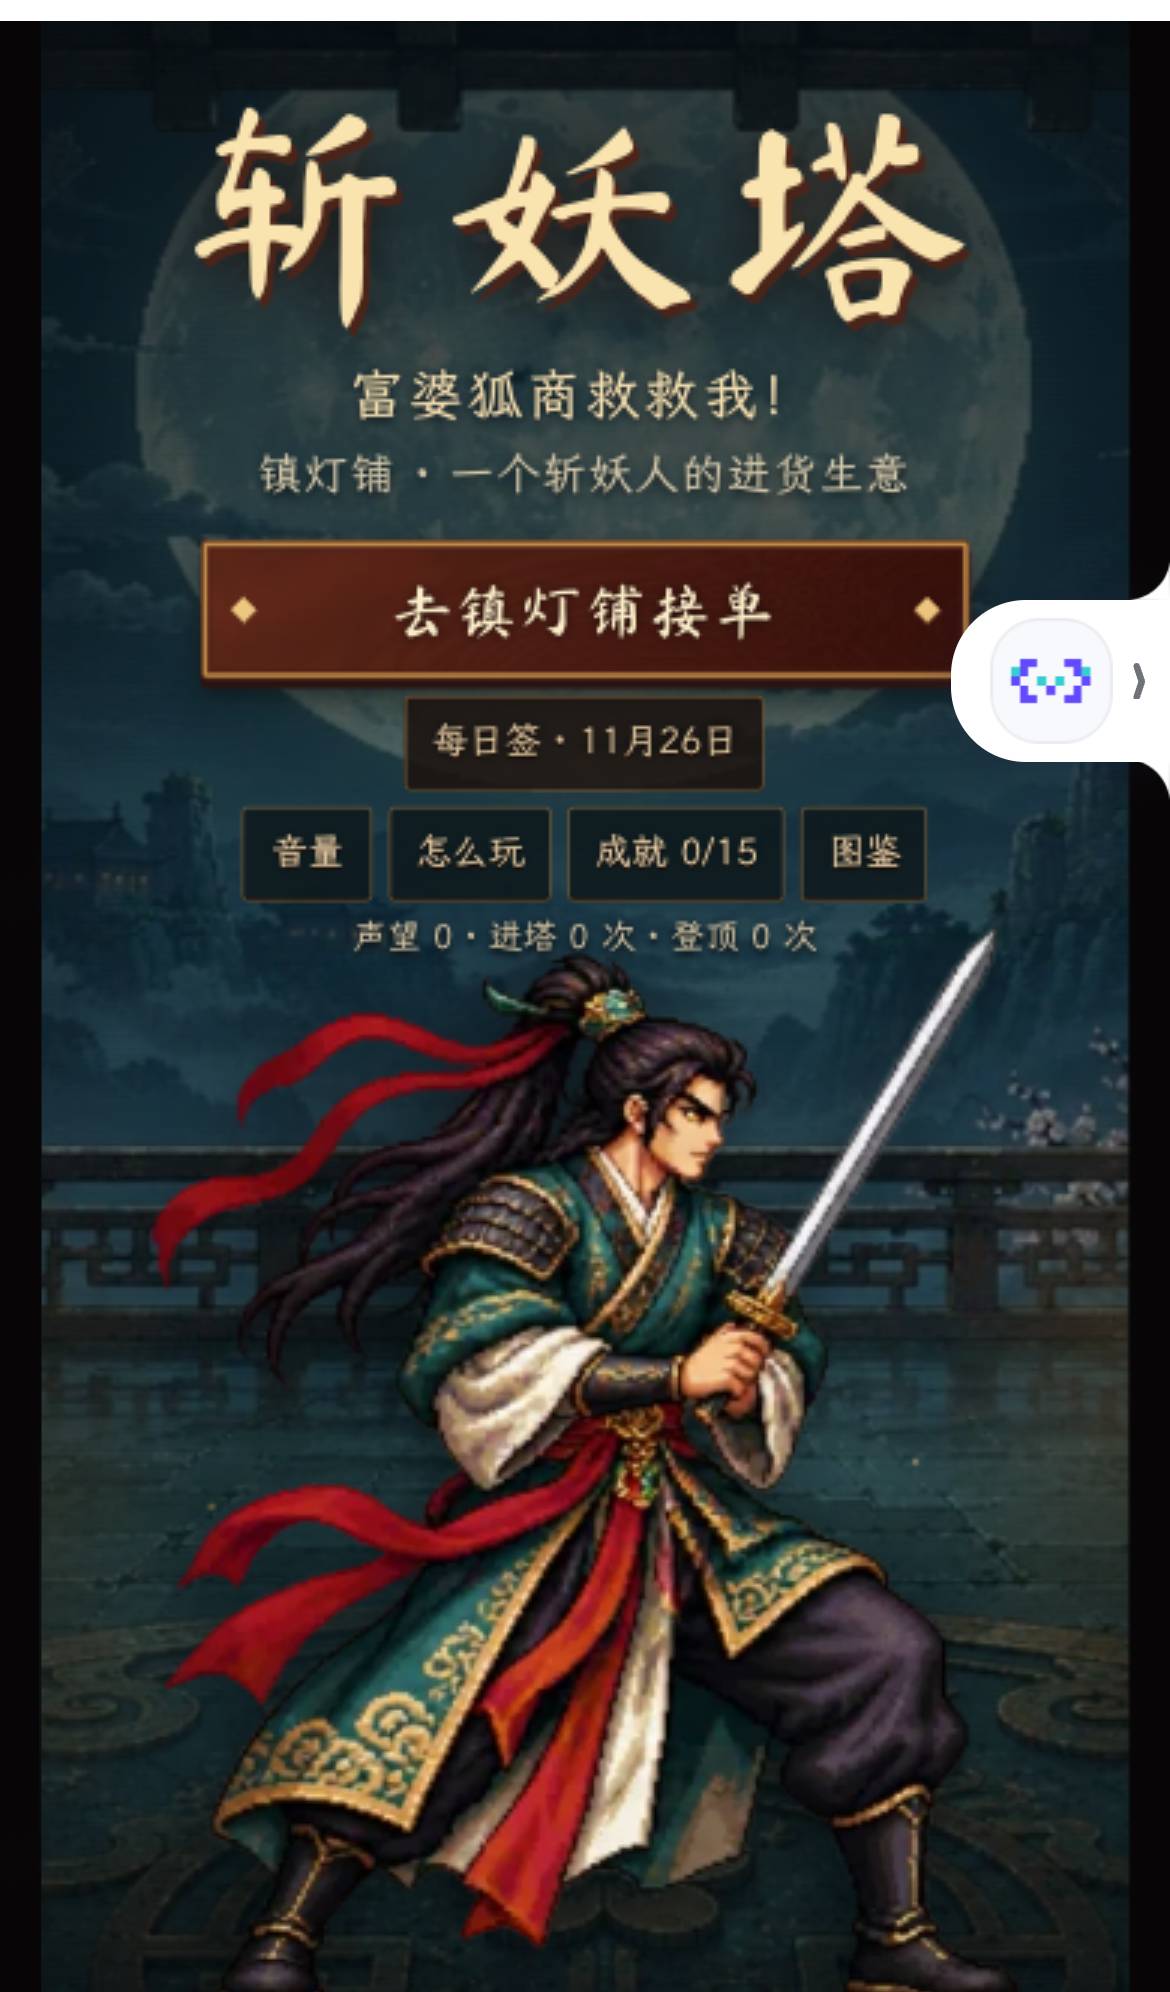 斩妖塔
富婆狐商救救我！
镇灯铺·一个斩妖人的进货生意
去镇灯铺接单
每日签·11月26日
音量 怎么玩 成就 0/15 图鉴
声望 0·进塔 0 次·登顶 0 次